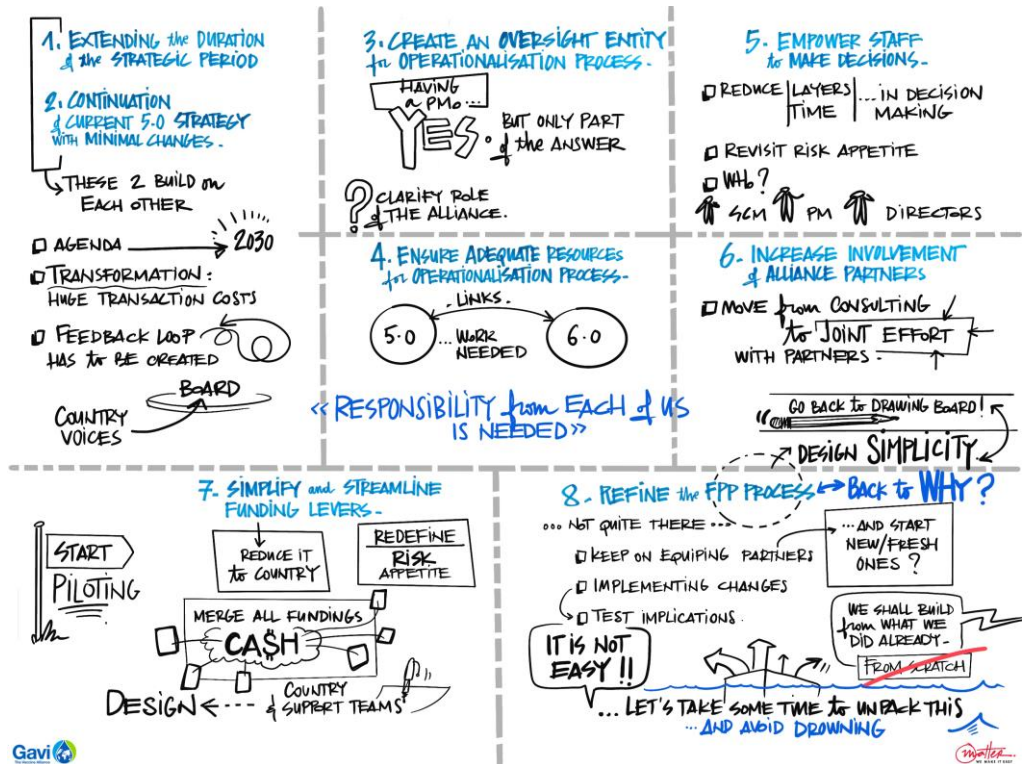 1. EXTENDING the DURATION
of the STRATEGIC PERIOD
2. CONTINUATION
of CURRENT 5.0 STRATEGY
WITH MINIMAL CHANGES.
THESE 2 BUILD ON
EACH OTHER
AGENDA 2030
TRANSFORMATION:
HUGE TRANSACTION COSTS
FEEDBACK LOOP
HAS to BE CREATED
BOARD
COUNTRY
VOICES
3. CREATE AN OVERSIGHT ENTITY
for OPERATIONALISATION PROCESS.
HAVING
a PMO...
YES.
BUT ONLY PART
of the ANSWER
? CLARIFY ROLE
of THE ALLIANCE.
4. ENSURE ADEQUATE RESOURCES
for OPERATIONALISATION PROCESS.
LINKS.
5.0 ...WORK NEEDED 6.0
«RESPONSIBILITY from EACH of US
IS NEEDED»
5. EMPOWER STAFF
to MAKE DECISIONS.
REDUCE LAYERS ...IN DECISION
TIME MAKING
REVISIT RISK APPETITE
WHO?
SCM PM DIRECTORS
6. INCREASE INVOLVEMENT
of ALLIANCE PARTNERS
MOVE from CONSULTING
to JOINT EFFORT
WITH PARTNERS.
GO BACK to DRAWING BOARD!
DESIGN SIMPLICITY
7. SIMPLIFY and STREAMLINE
FUNDING LEVERS.
START
PILOTING
REDUCE IT
to COUNTRY
REDEFINE
RISK
APPETITE
MERGE ALL FUNDINGS
CA$H
DESIGN
COUNTRY
& SUPPORT TEAMS
8. REFINE the FPP PROCESS BACK to WHY?
...NOT QUITE THERE...
KEEP ON EQUIPING PARTNERS
IMPLEMENTING CHANGES
TEST IMPLICATIONS.
...AND START
NEW/FRESH
ONES?
WE SHALL BUILD
from WHAT WE
DID ALREADY.
FROM SCRATCH
IT IS NOT
EASY!!
...LET'S TAKE SOME TIME to UNPACK THIS
...AND AVOID DROWNING
Gavi
The Vaccine Alliance
matter.
WE MAKE IT EASY